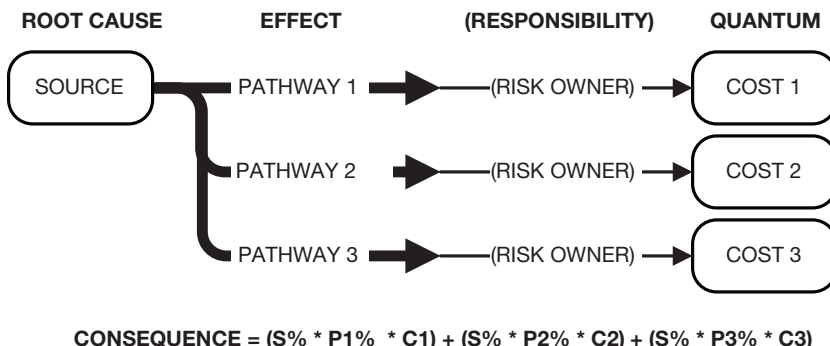 ROOT CAUSE EFFECT (RESPONSIBILITY) QUANTUM
SOURCE PATHWAY 1 (RISK OWNER) COST 1
PATHWAY 2 (RISK OWNER) COST 2
PATHWAY 3 (RISK OWNER) COST 3
CONSEQUENCE = (S% * P1% * C1) + (S% * P2% * C2) + (S% * P3% * C3)